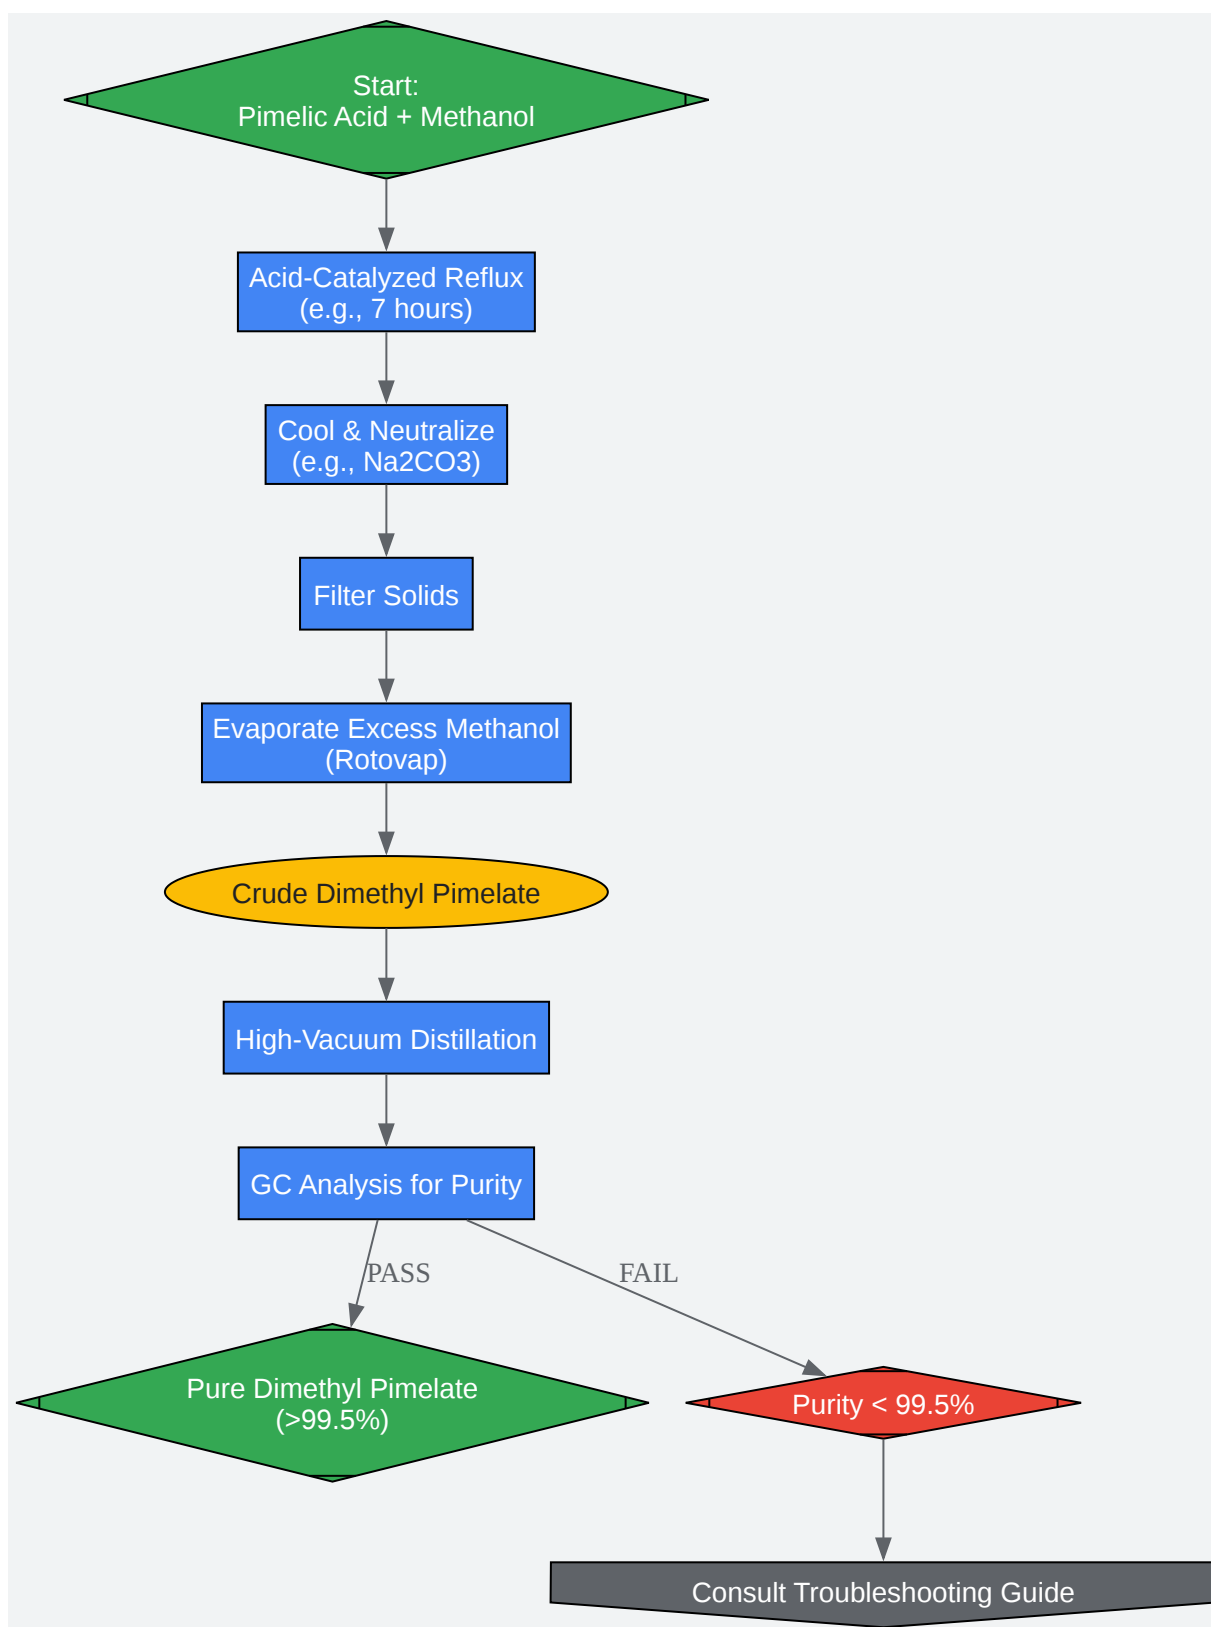 Start:
Pimelic Acid + Methanol
Acid-Catalyzed Reflux
(e.g., 7 hours)
Cool & Neutralize
(e.g., Na2CO3)
Filter Solids
Evaporate Excess Methanol
(Rotovap)
Crude Dimethyl Pimelate
High-Vacuum Distillation
GC Analysis for Purity
PASS
FAIL
Pure Dimethyl Pimelate
(>99.5%)
Purity < 99.5%
Consult Troubleshooting Guide